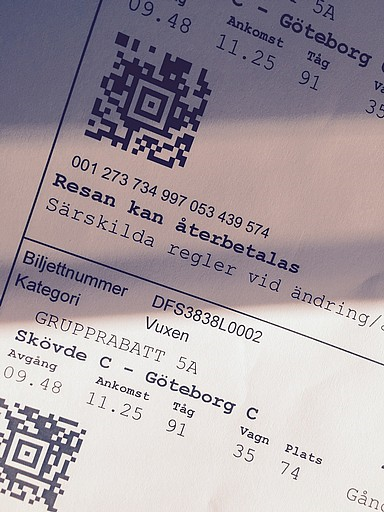 5A
C - Göteborg C
09.48
Ankomst
11.25
Tåg
91
35
001 273 734 997 053 439 574
Resan kan återbetalas
Särskilda regler vid ändring/
Biljettnummer DFS3838L0002
Kategori Vuxen
GRUPPRABATT 5A
Skövde C - Göteborg C
Avgång Ankomst Tåg Vagn Plats
09.48 11.25 91 35 74